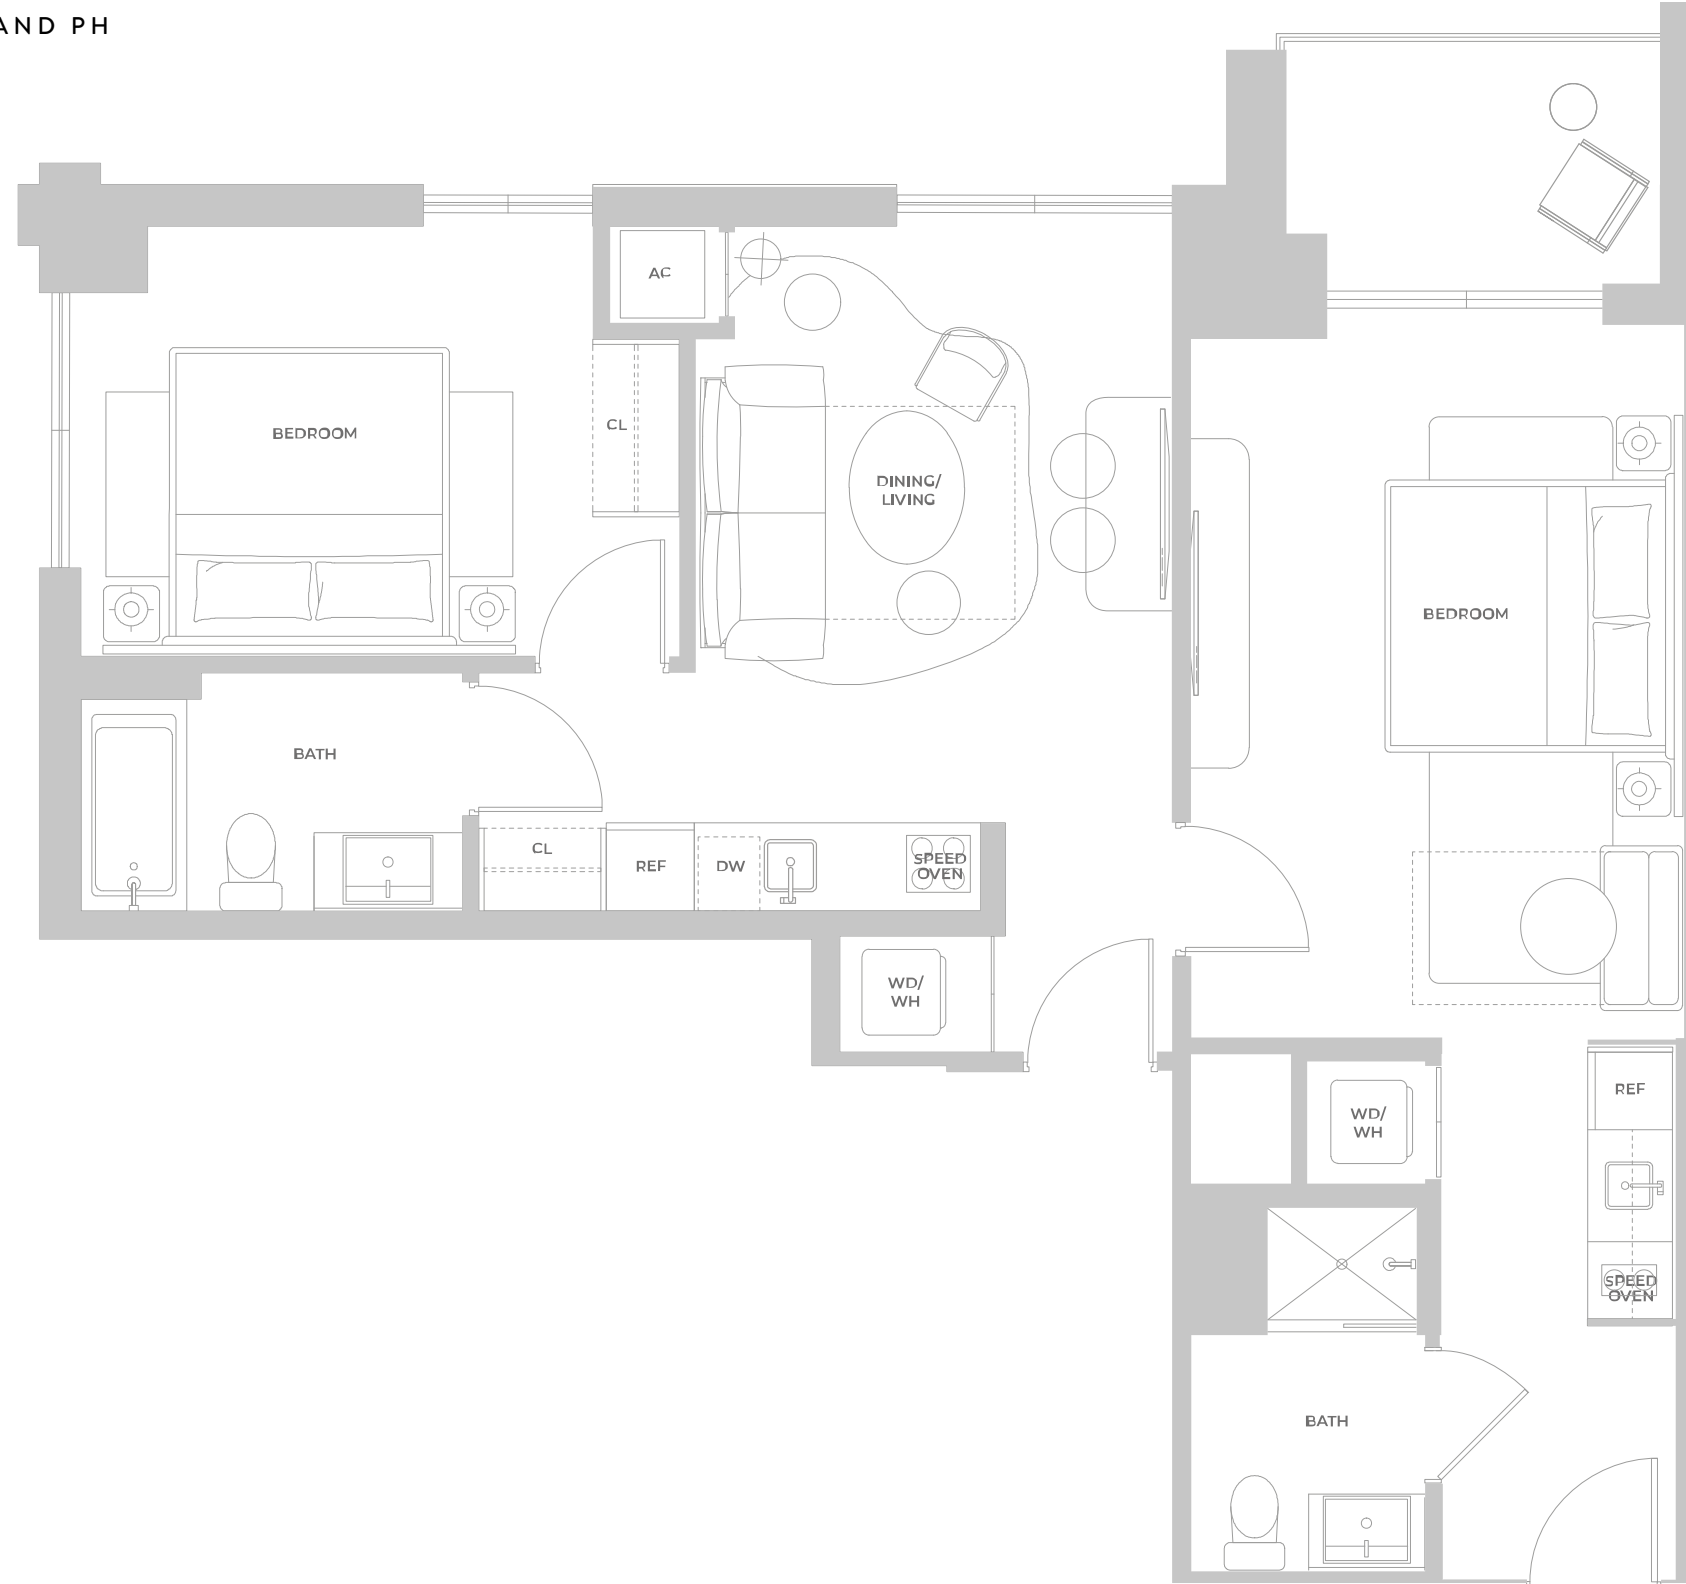 AND PH
AC
BEDROOM
CL
DINING/
LIVING
BEDROOM
BATH
CL
REF
DW
SPEED
OVEN
WD/
WH
REF
WD/
WH
SPEED
OVEN
BATH